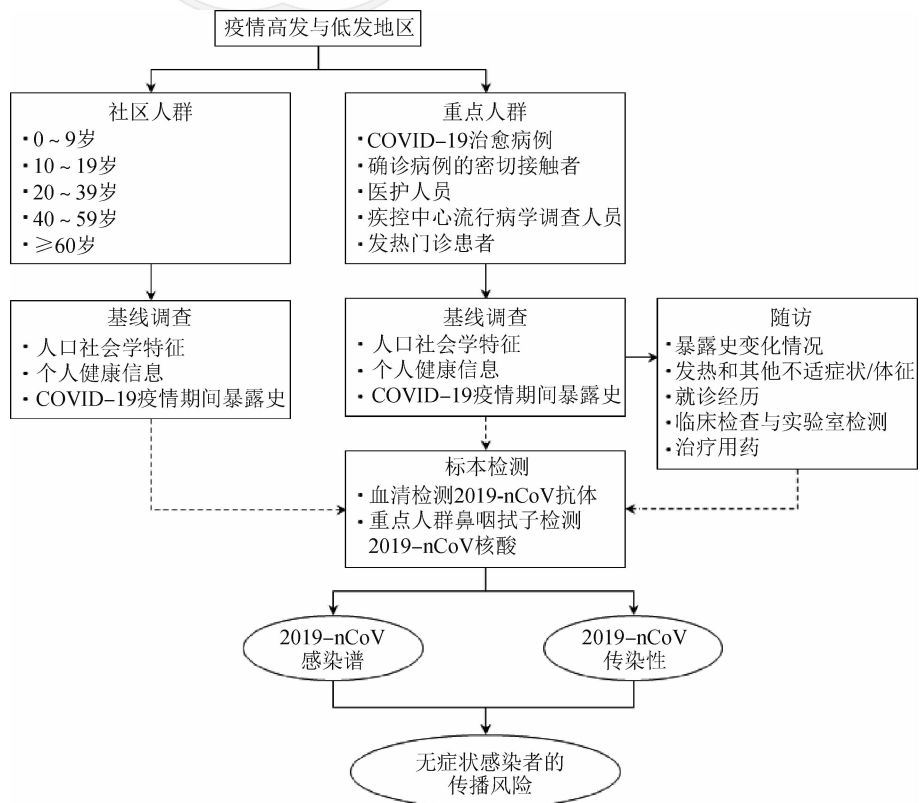 疫情高发与低发地区
社区人群
▪0～9岁
▪10～19岁
▪20～39岁
▪40～59岁
▪≥60岁
重点人群
▪COVID–19治愈病例
▪确诊病例的密切接触者
▪医护人员
▪疾控中心流行病学调查人员
▪发热门诊患者
基线调查
▪人口社会学特征
▪个人健康信息
▪COVID–19疫情期间暴露史
基线调查
▪人口社会学特征
▪个人健康信息
▪COVID–19疫情期间暴露史
随访
▪暴露史变化情况
▪发热和其他不适症状/体征
▪就诊经历
▪临床检查与实验室检测
▪治疗用药
标本检测
▪血清检测2019-nCoV抗体
▪重点人群鼻咽拭子检测
2019–nCoV核酸
2019–nCoV
感染谱
2019–nCoV
传染性
无症状感染者的
传播风险